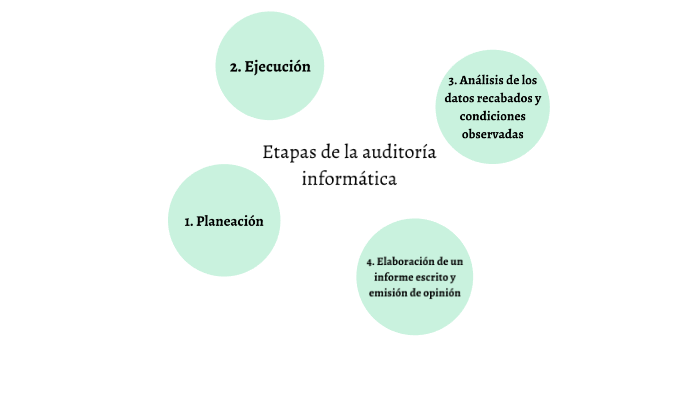 Etapas de la auditoría
informática
1. Planeación
2. Ejecución
3. Análisis de los
datos recabados y
condiciones
observadas
4. Elaboración de un
informe escrito y
emisión de opinión